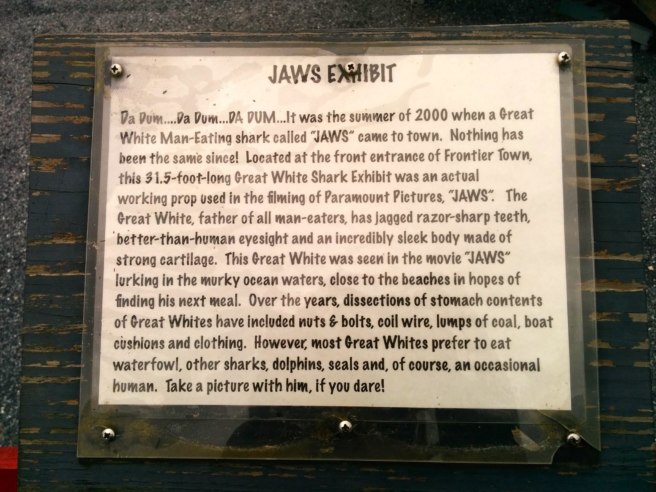 JAWS EXHIBIT
Da Dum....Da Dum...DA DUM...It was the summer of 2000 when a Great
White Man-Eating shark called "JAWS" came to town. Nothing has
been the same since! Located at the front entrance of Frontier Town,
this 31.5-foot-long Great White Shark Exhibit was an actual
working prop used in the filming of Paramount Pictures, "JAWS". The
Great White, father of all man-eaters, has jagged razor-sharp teeth,
better-than-human eyesight and an incredibly sleek body made of
strong cartilage. This Great White was seen in the movie "JAWS"
lurking in the murky ocean waters, close to the beaches in hopes of
finding his next meal. Over the years, dissections of stomach contents
of Great Whites have included nuts & bolts, coil wire, lumps of coal, boat
cushions and clothing. However, most Great Whites prefer to eat
waterfowl, other sharks, dolphins, seals and, of course, an occasional
human. Take a picture with him, if you dare!